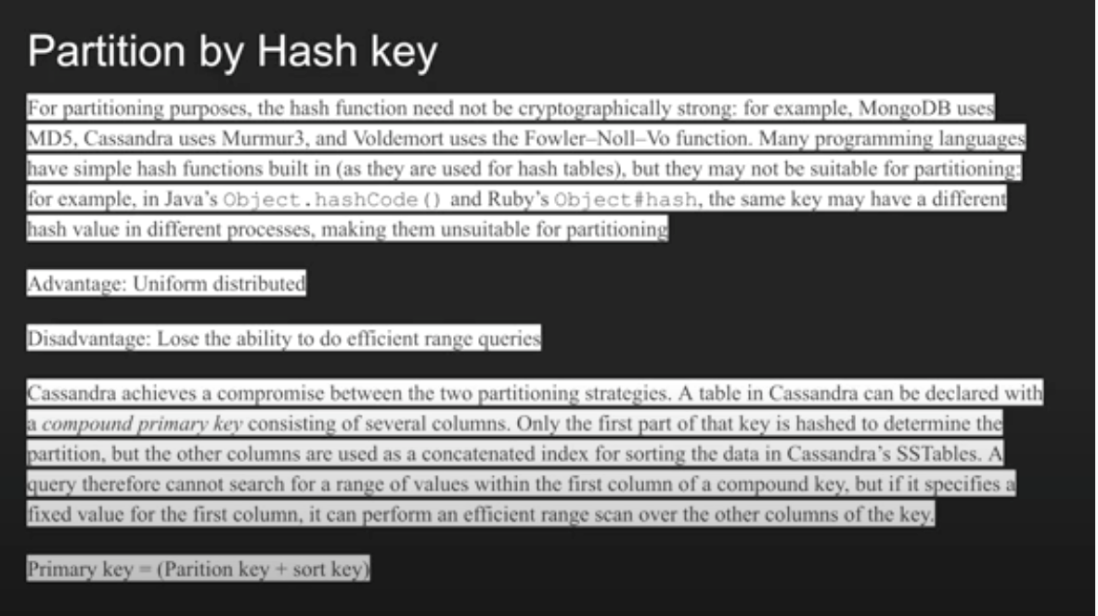 Partition by Hash key
For partitioning purposes, the hash function need not be cryptographically strong: for example, MongoDB uses
MD5, Cassandra uses Murmur3, and Voldemort uses the Fowler–Noll–Vo function. Many programming languages
have simple hash functions built in (as they are used for hash tables), but they may not be suitable for partitioning:
for example, in Java's Object.hashCode() and Ruby's Object#hash, the same key may have a different
hash value in different processes, making them unsuitable for partitioning
Advantage: Uniform distributed
Disadvantage: Lose the ability to do efficient range queries
Cassandra achieves a compromise between the two partitioning strategies. A table in Cassandra can be declared with
a compound primary key consisting of several columns. Only the first part of that key is hashed to determine the
partition, but the other columns are used as a concatenated index for sorting the data in Cassandra's SSTables. A
query therefore cannot search for a range of values within the first column of a compound key, but if it specifies a
fixed value for the first column, it can perform an efficient range scan over the other columns of the key.
Primary key = (Parition key + sort key)